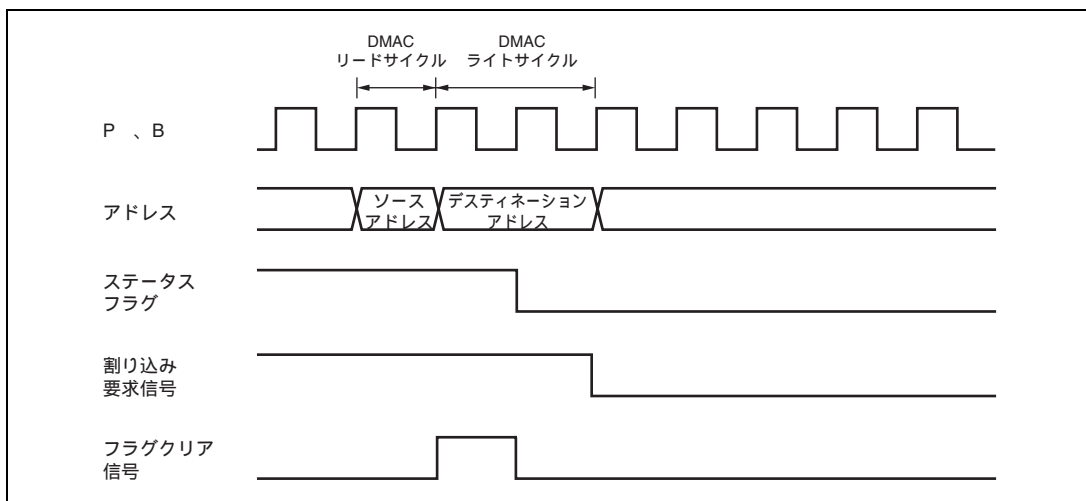 DMAC
リードサイクル
DMAC
ライトサイクル
P 、B
アドレス
ソース
アドレス
デスティネーション
アドレス
ステータス
フラグ
割り込み
要求信号
フラグクリア
信号